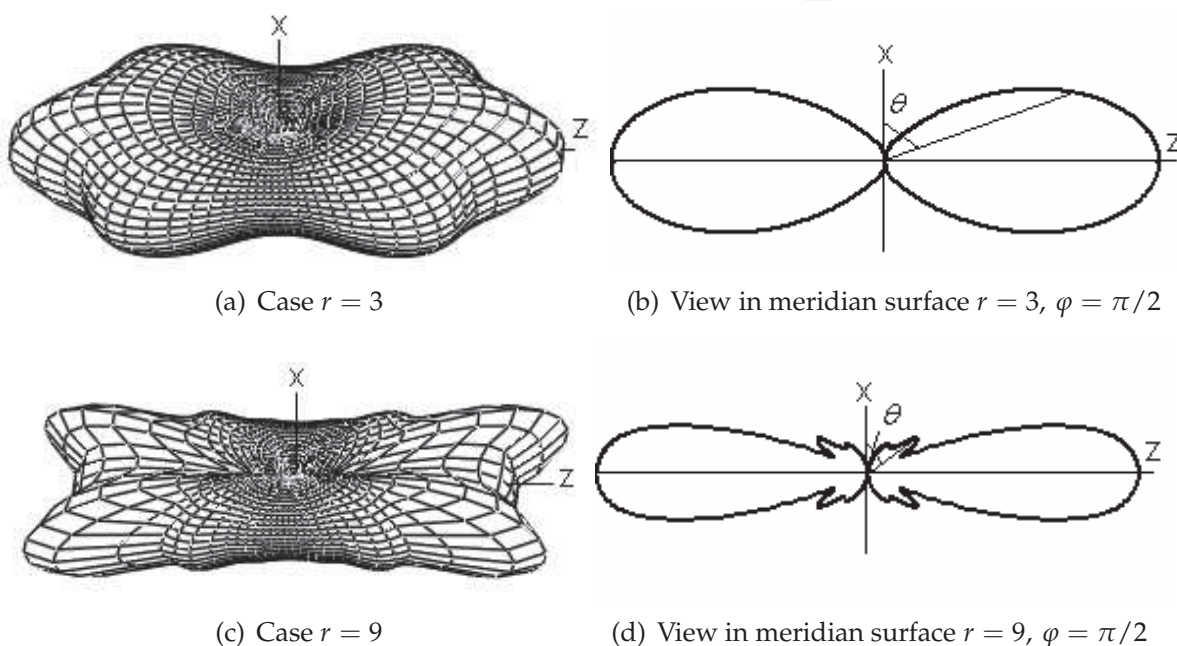 X
Z
X
θ
Z
(a) Case r = 3
(b) View in meridian surface r = 3, φ = π/2
X
Z
X
θ
Z
(c) Case r = 9
(d) View in meridian surface r = 9, φ = π/2